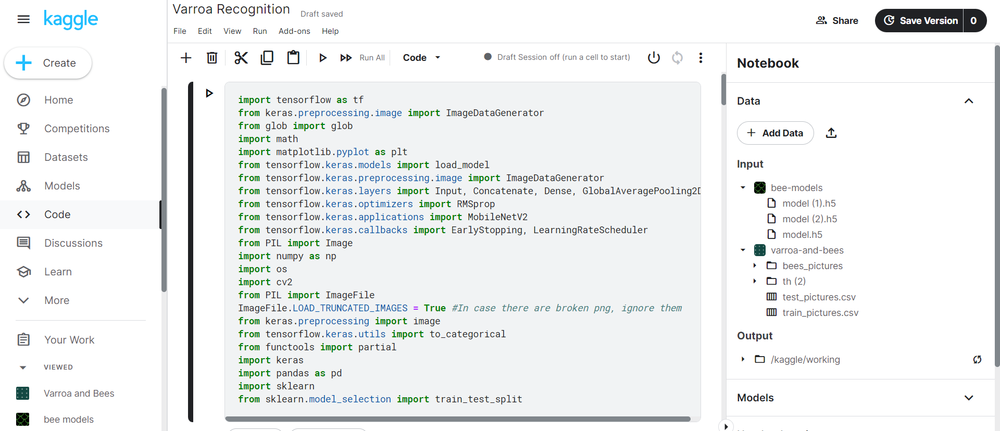 kaggle
Create
Home
Competitions
Datasets
Models
Code
Discussions
Learn
More
Your Work
VIEWED
Varroa and Bees
bee models
Varroa Recognition
Draft saved
File Edit View Run Add-ons Help
Share
Save Version 0
Run All
Code
Draft Session off (run a cell to start)
import tensorflow as tf
from keras.preprocessing.image import ImageDataGenerator
from glob import glob
import math
import matplotlib.pyplot as plt
from tensorflow.keras.models import load_model
from tensorflow.keras.preprocessing.image import ImageDataGenerator
from tensorflow.keras.layers import Input, Concatenate, Dense, GlobalAveragePooling2D
from tensorflow.keras.optimizers import RMSprop
from tensorflow.keras.applications import MobileNetV2
from tensorflow.keras.callbacks import EarlyStopping, LearningRateScheduler
from PIL import Image
import numpy as np
import os
import cv2
from PIL import ImageFile
ImageFile.LOAD_TRUNCATED_IMAGES = True #In case there are broken png, ignore them
from keras.preprocessing import image
from tensorflow.keras.utils import to_categorical
from functools import partial
import keras
import pandas as pd
import sklearn
from sklearn.model_selection import train_test_split
Notebook
Data
Add Data
Input
bee-models
model (1).h5
model (2).h5
model.h5
varroa-and-bees
bees_pictures
th (2)
test_pictures.csv
train_pictures.csv
Output
/kaggle/working
Models